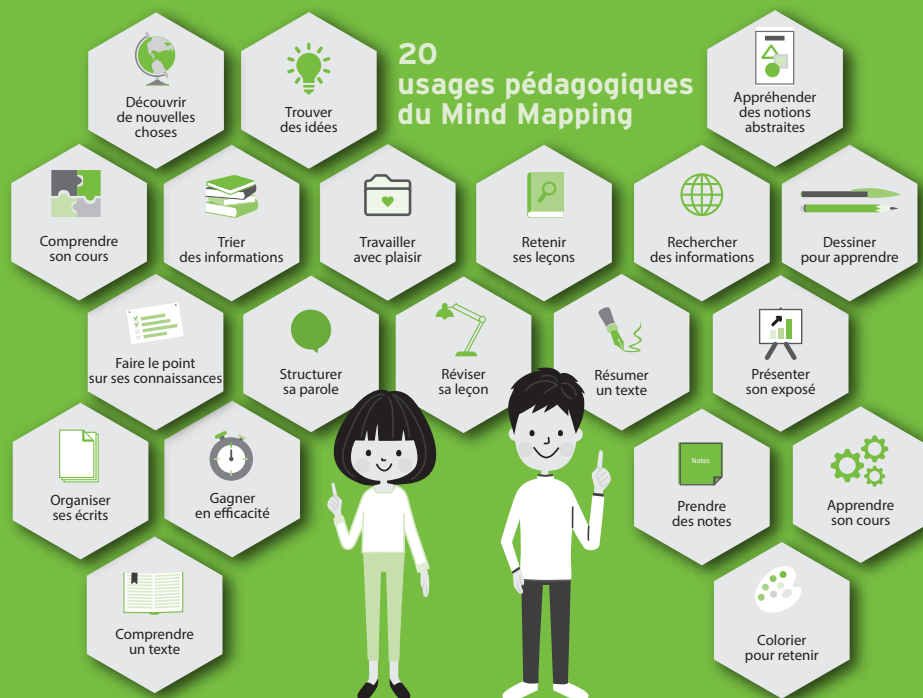 20
usages pédagogiques
du Mind Mapping
Découvrir
de nouvelles
choses
Trouver
des idées
Appréhender
des notions
abstraites
Comprendre
son cours
Trier
des informations
Travailler
avec plaisir
Retenir
ses leçons
Rechercher
des informations
Dessiner
pour apprendre
Faire le point
sur ses connaissances
Structurer
sa parole
Réviser
sa leçon
Résumer
un texte
Présenter
son exposé
Organiser
ses écrits
Gagner
en efficacité
Notes
Prendre
des notes
Apprendre
son cours
Comprendre
un texte
Colorier
pour retenir